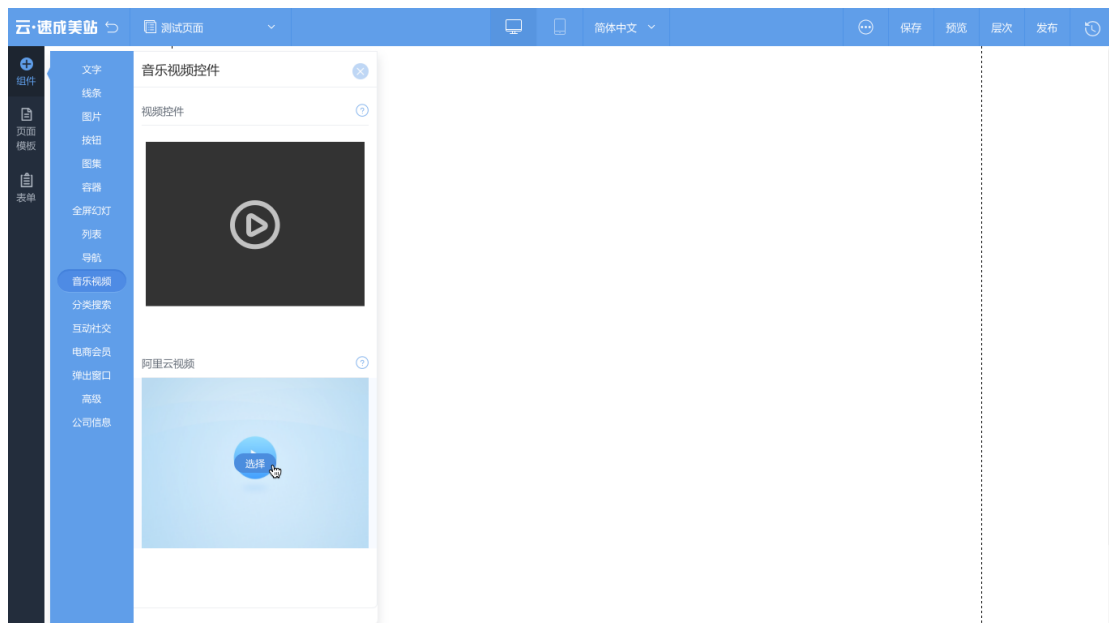 云·速成美站
测试页面
简体中文
保存
预览
层次
发布
组件
页面
模板
表单
文字
线条
图片
按钮
图集
容器
全屏幻灯
列表
导航
音乐视频
分类搜索
互动社交
电商会员
弹出窗口
高级
公司信息
音乐视频控件
视频控件
阿里云视频
选择